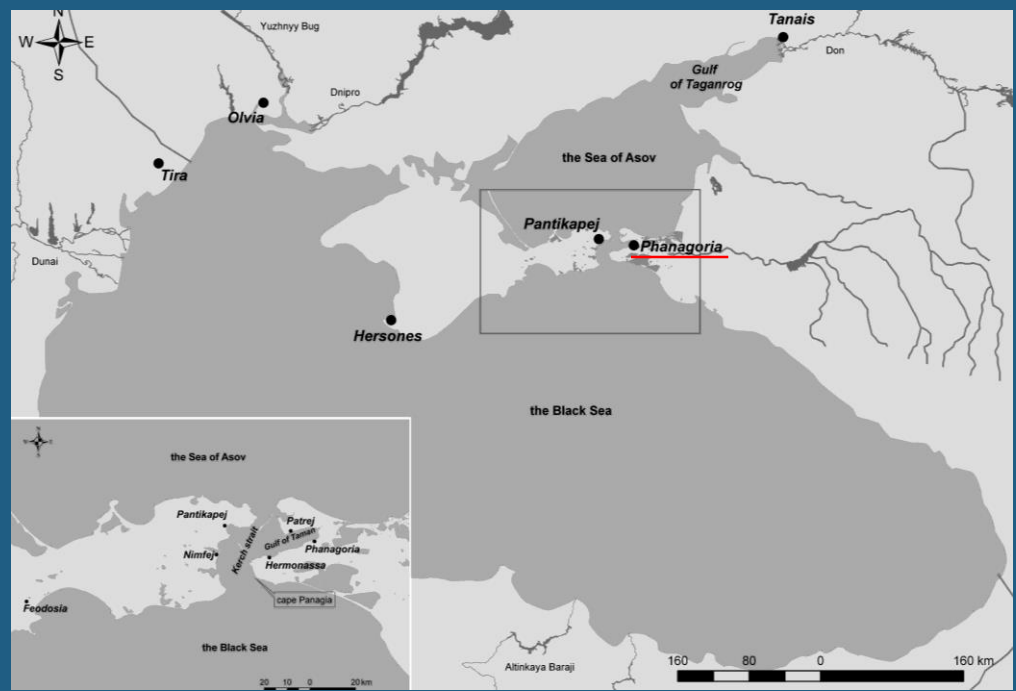 N
W E
S
Yuzhnyy Bug
Tanais
Don
Gulf
of Taganrog
Dnipro
Olvia
the Sea of Asov
Tira
Pantikapej
Phanagoria
Dunai
Hersones
the Black Sea
the Sea of Asov
Pantikapej
Patrej
Kerch strait
Gulf of Taman
Phanagoria
Nimfej
Hermonassa
cape Panagia
Feodosia
the Black Sea
20 10 0 20 km
Altinkaya Baraji
160 80 0 160 km